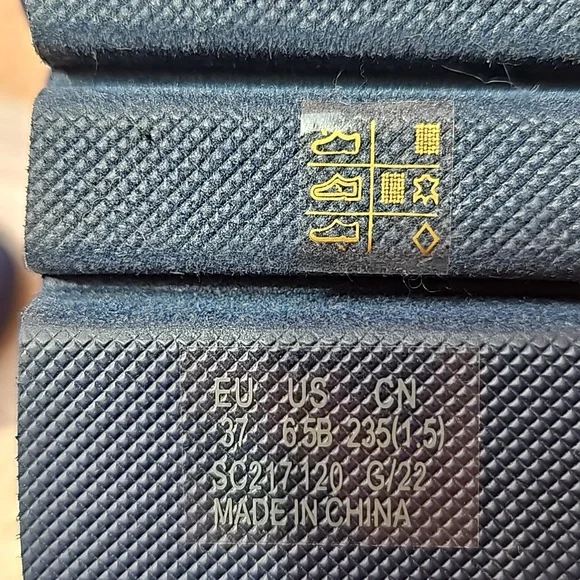 EU US CN
37 6.5B 235(1.5)
SC217120 G/22
MADE IN CHINA